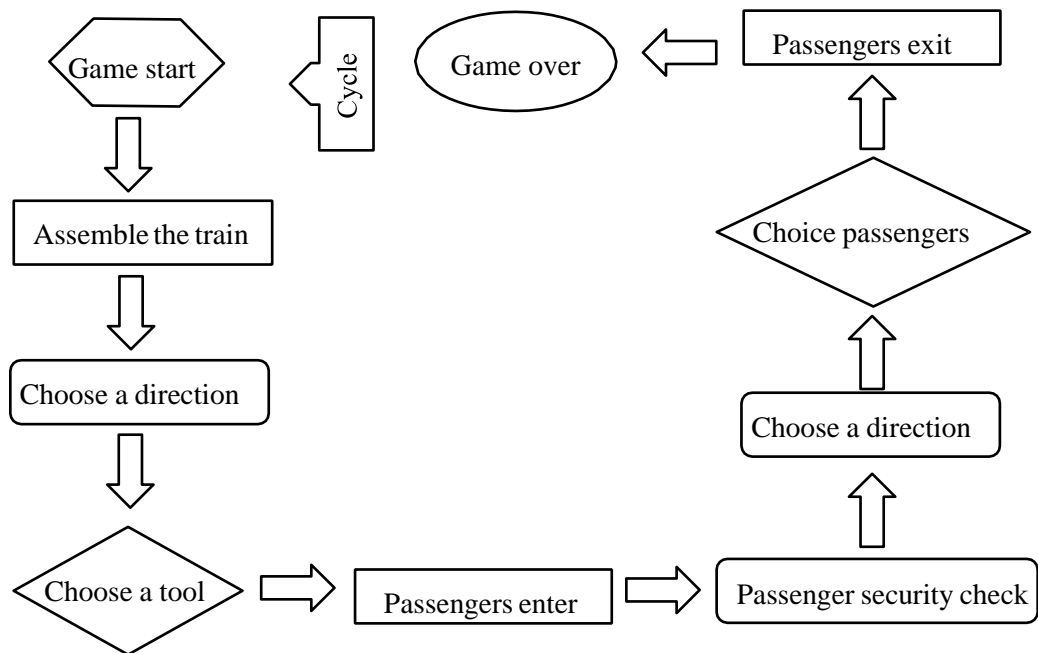 Game start
Cycle
Game over
Passengers exit
Assemble the train
Choice passengers
Choose a direction
Choose a direction
Choose a tool
Passengers enter
Passenger security check